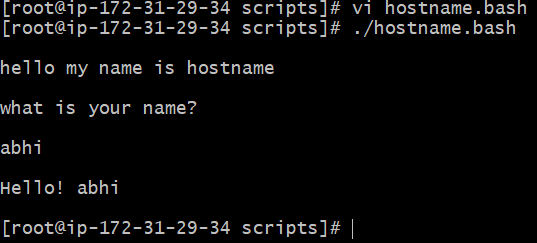 [root@ip-172-31-29-34 scripts]# vi hostname.bash
[root@ip-172-31-29-34 scripts]# ./hostname.bash
hello my name is hostname
what is your name?
abhi
Hello! abhi
[root@ip-172-31-29-34 scripts]#